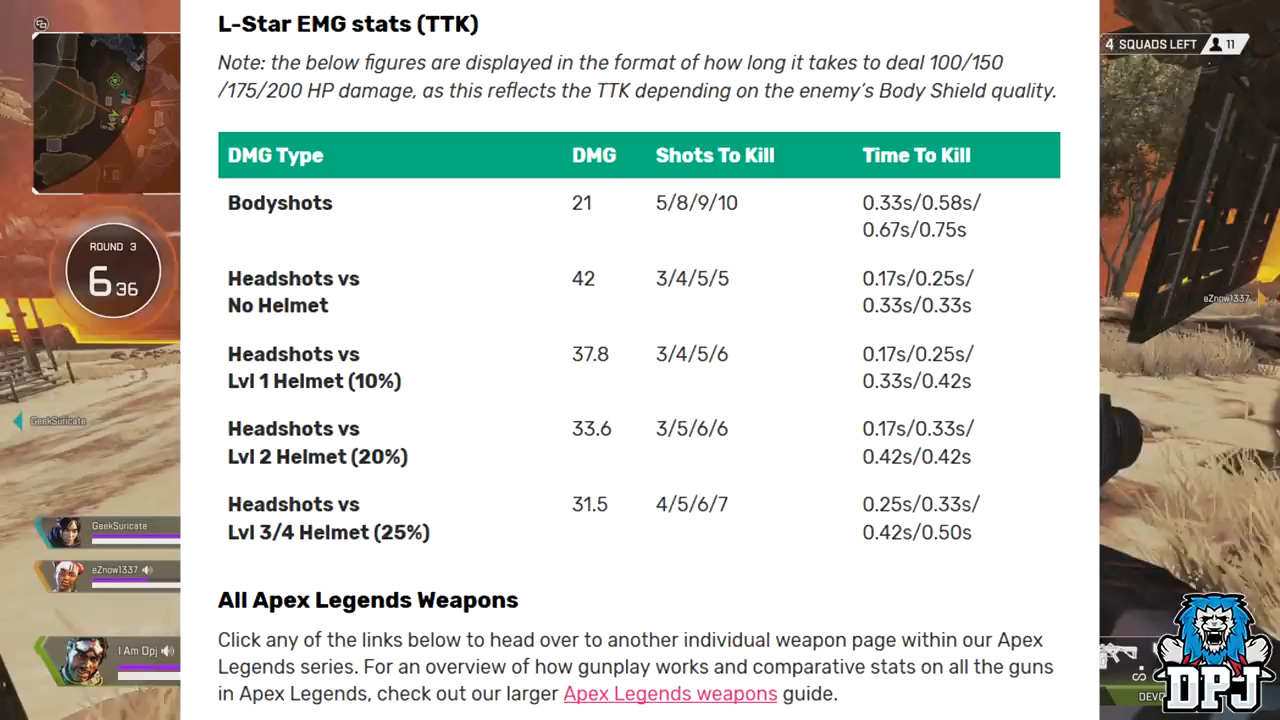 L-Star EMG stats (TTK)
Note: the below figures are displayed in the format of how long it takes to deal 100/150
/175/200 HP damage, as this reflects the TTK depending on the enemy's Body Shield quality.
DMG Type DMG Shots To Kill Time To Kill
Bodyshots 21 5/8/9/10 0.33s/0.58s/
0.67s/0.75s
Headshots vs 42 3/4/5/5 0.17s/0.25s/
No Helmet 0.33s/0.33s
Headshots vs 37.8 3/4/5/6 0.17s/0.25s/
Lvl 1 Helmet (10%) 0.33s/0.42s
Headshots vs 33.6 3/5/6/6 0.17s/0.33s/
Lvl 2 Helmet (20%) 0.42s/0.42s
Headshots vs 31.5 4/5/6/7 0.25s/0.33s/
Lvl 3/4 Helmet (25%) 0.42s/0.50s
All Apex Legends Weapons
Click any of the links below to head over to another individual weapon page within our Apex
Legends series. For an overview of how gunplay works and comparative stats on all the guns
in Apex Legends, check out our larger Apex Legends weapons guide.
ROUND 3
6:36
GeekSuricate
GeekSuricate
eZnow1337
I Am Dpj
4 SQUADS LEFT 11
eZnow1337
DEVO
DPJ